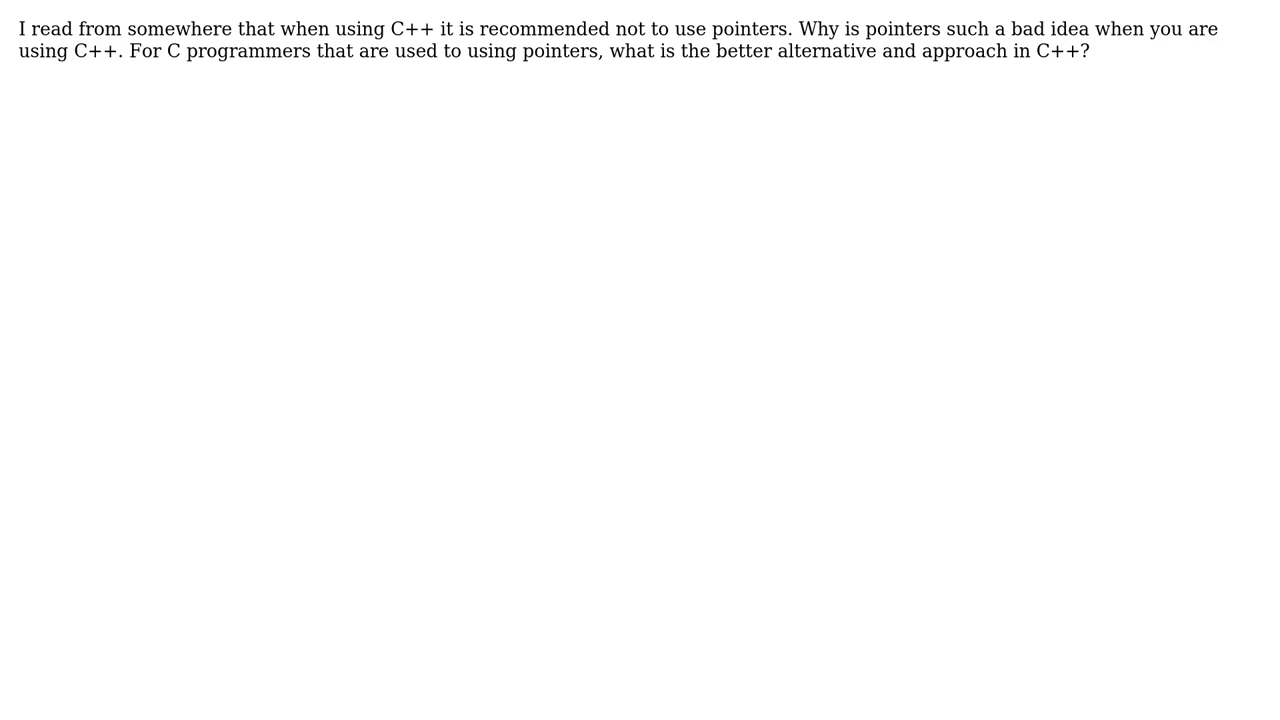 I read from somewhere that when using C++ it is recommended not to use pointers. Why is pointers such a bad idea when you are
using C++. For C programmers that are used to using pointers, what is the better alternative and approach in C++?